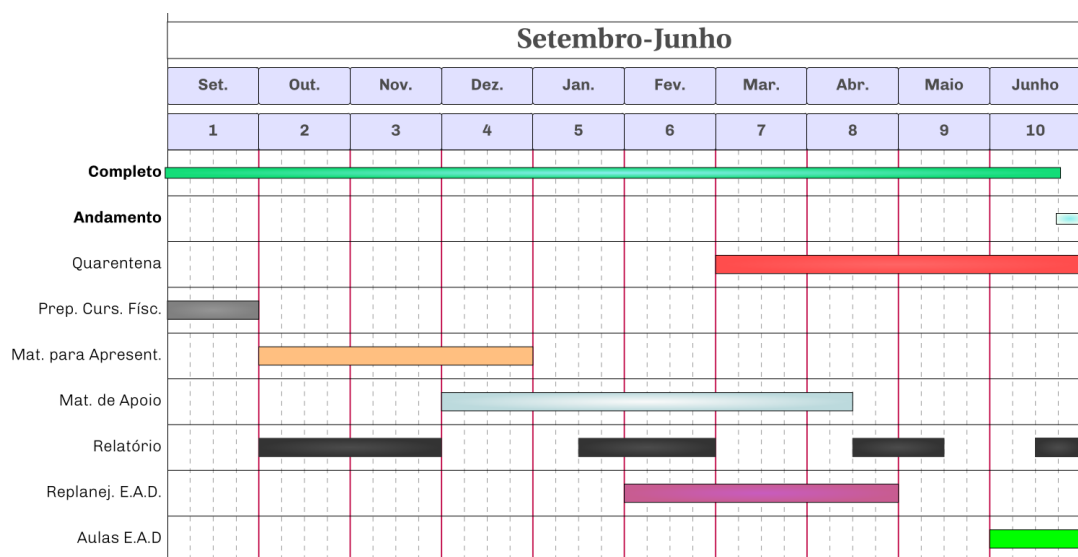 Setembro-Junho
Set. Out. Nov. Dez. Jan. Fev. Mar. Abr. Maio Junho
1 2 3 4 5 6 7 8 9 10
Completo
Andamento
Quarentena
Prep. Curs. Físc.
Mat. para Apresent.
Mat. de Apoio
Relatório
Replanej. E.A.D.
Aulas E.A.D